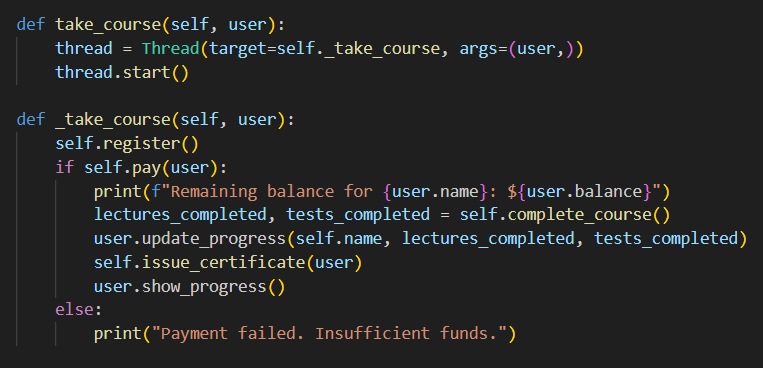 def take_course(self, user):
    thread = Thread(target=self._take_course, args=(user,))
    thread.start()

def _take_course(self, user):
    self.register()
    if self.pay(user):
        print(f"Remaining balance for {user.name}: ${user.balance}")
        lectures_completed, tests_completed = self.complete_course()
        user.update_progress(self.name, lectures_completed, tests_completed)
        self.issue_certificate(user)
        user.show_progress()
    else:
        print("Payment failed. Insufficient funds.")